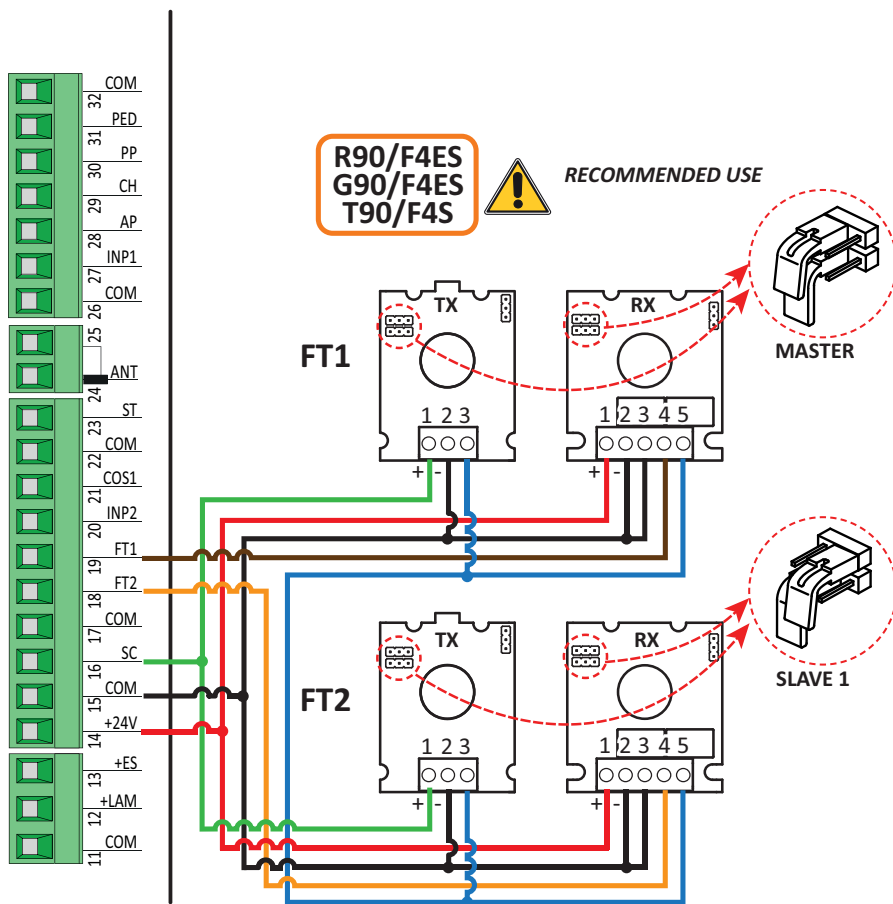 COM
32
PED
31
PP
30
CH
29
AP
28
INP1
27
COM
26
25
ANT
24
ST
23
COM
22
COS1
21
INP2
20
FT1
19
FT2
18
COM
17
SC
16
COM
15
+24V
14
+ES
13
+LAM
12
COM
11
R90/F4ES
G90/F4ES
T90/F4S
RECOMMENDED USE
FT1
TX
1 2 3
+ -
RX
1 2 3 4 5
+ -
MASTER
FT2
TX
1 2 3
+ -
RX
1 2 3 4 5
+ -
SLAVE 1